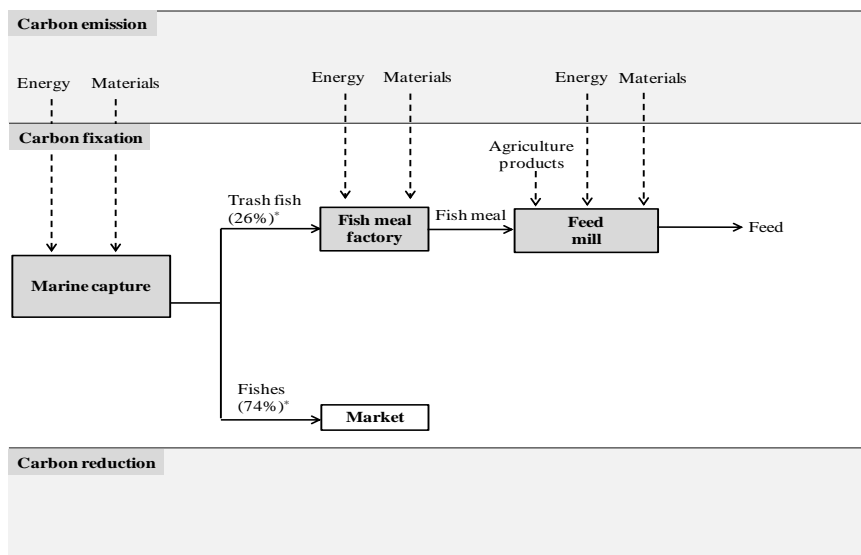 Carbon emission
Energy
Materials
Energy
Materials
Energy
Materials
Carbon fixation
Agriculture
products
Trash fish
(26%)*
Fish meal
factory
Fish meal
Feed
mill
Feed
Marine capture
Fishes
(74%)*
Market
Carbon reduction